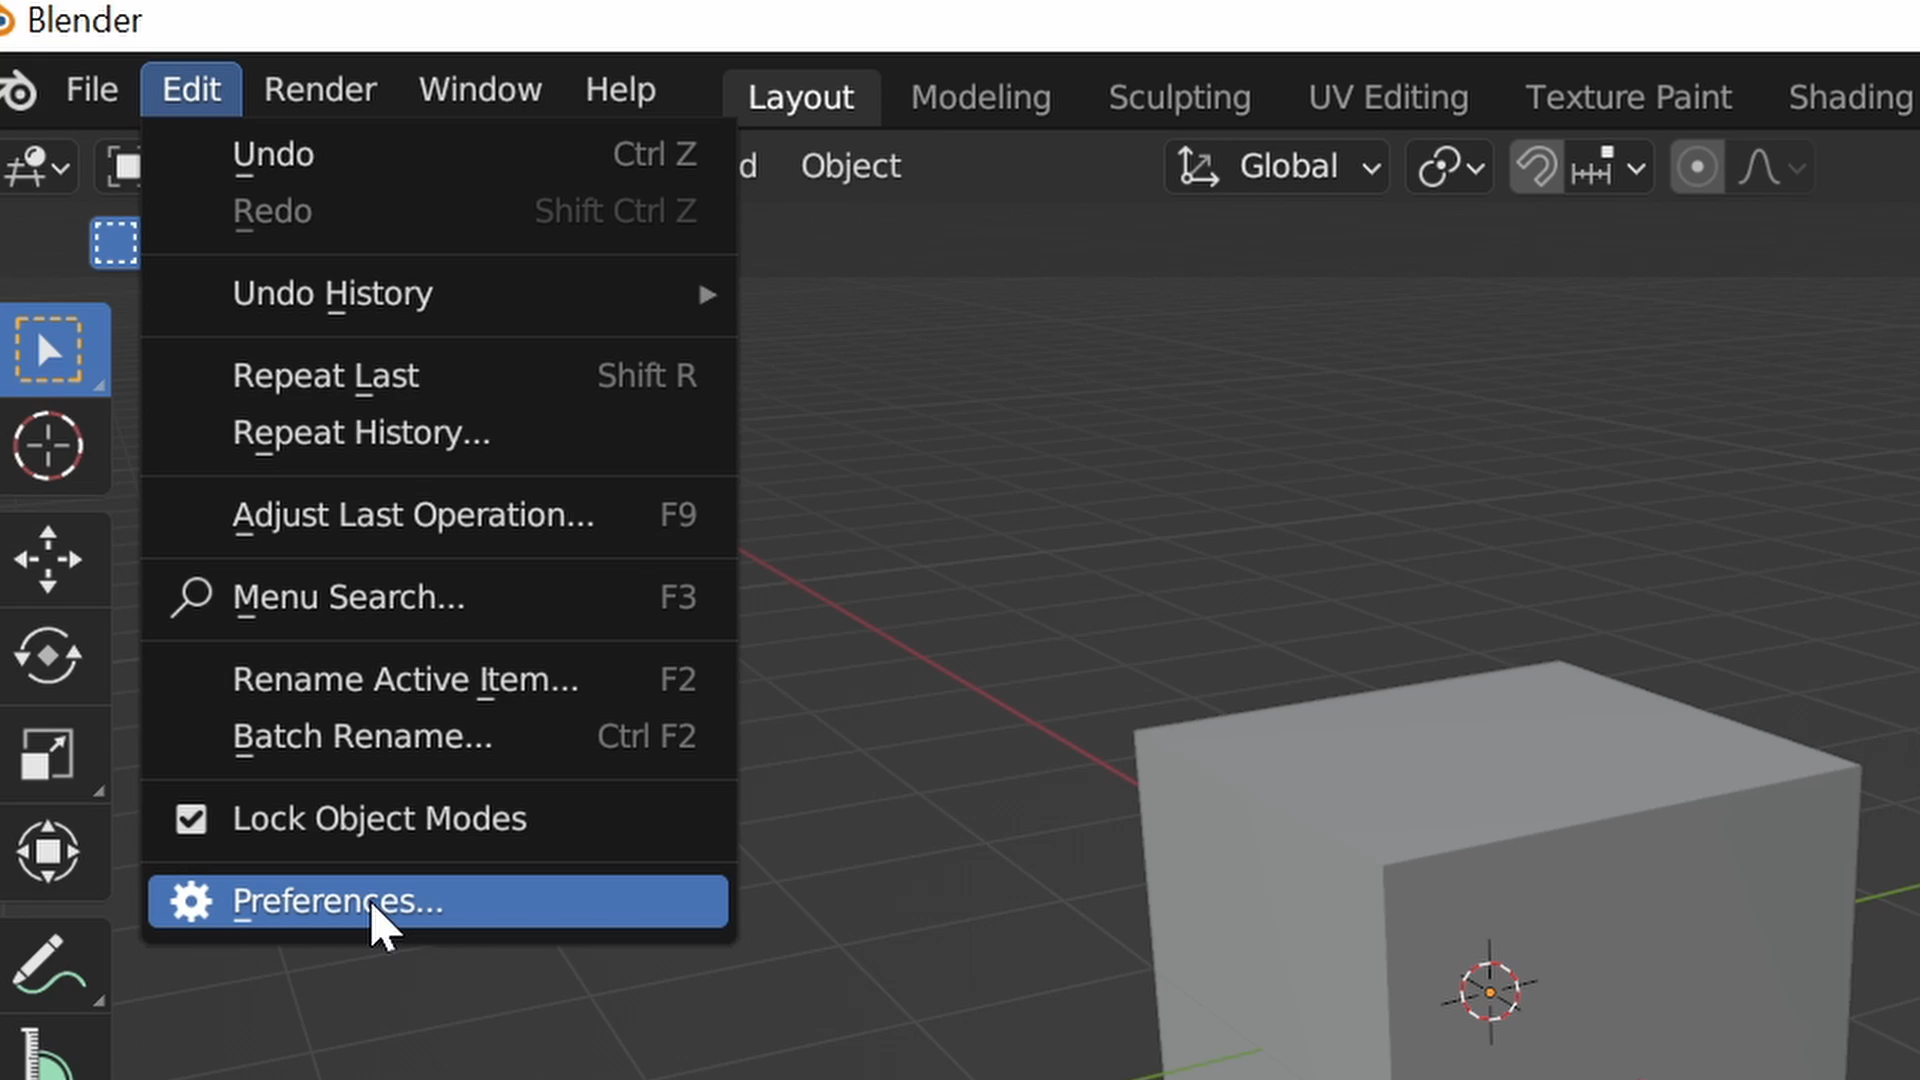 Blender
File Edit Render Window Help Layout Modeling Sculpting UV Editing Texture Paint Shading
d Object Global
Undo Ctrl Z
Redo Shift Ctrl Z
Undo History
Repeat Last Shift R
Repeat History...
Adjust Last Operation... F9
Menu Search... F3
Rename Active Item... F2
Batch Rename... Ctrl F2
Lock Object Modes
Preferences...